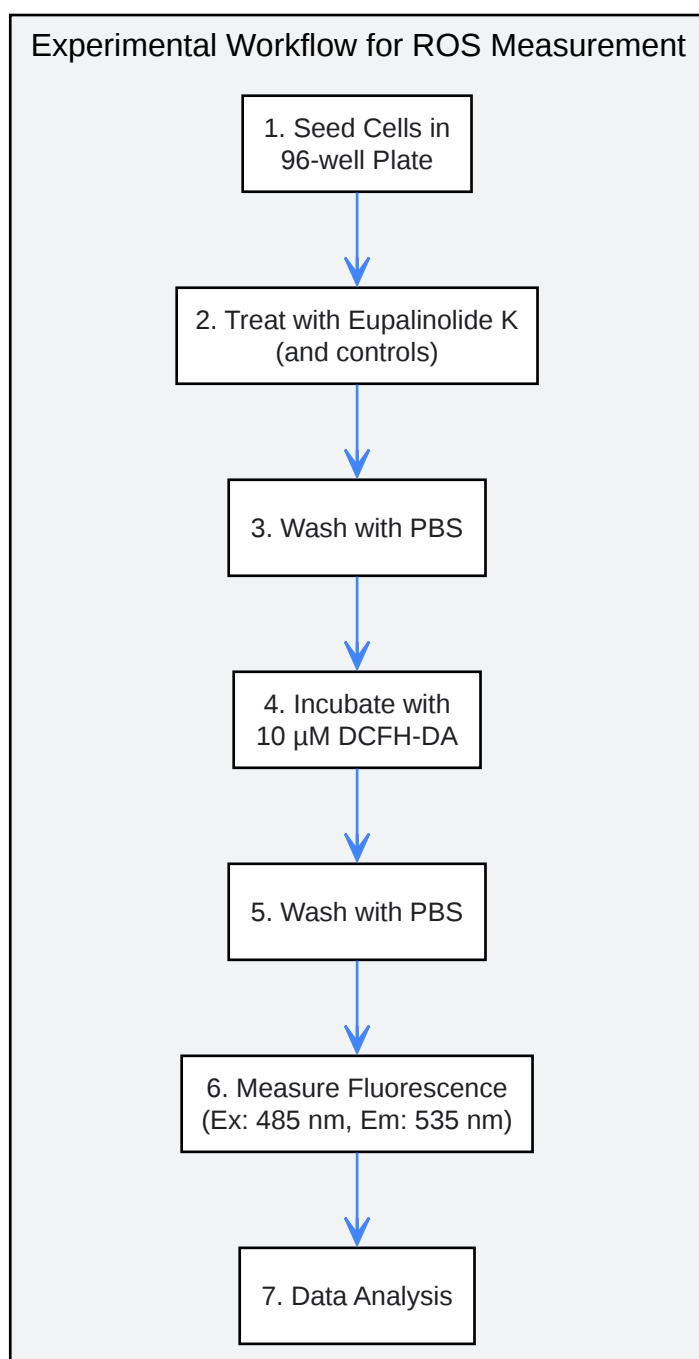 Experimental Workflow for ROS Measurement
1. Seed Cells in
96-well Plate
2. Treat with Eupalinolide K
(and controls)
3. Wash with PBS
4. Incubate with
10 µM DCFH-DA
5. Wash with PBS
6. Measure Fluorescence
(Ex: 485 nm, Em: 535 nm)
7. Data Analysis